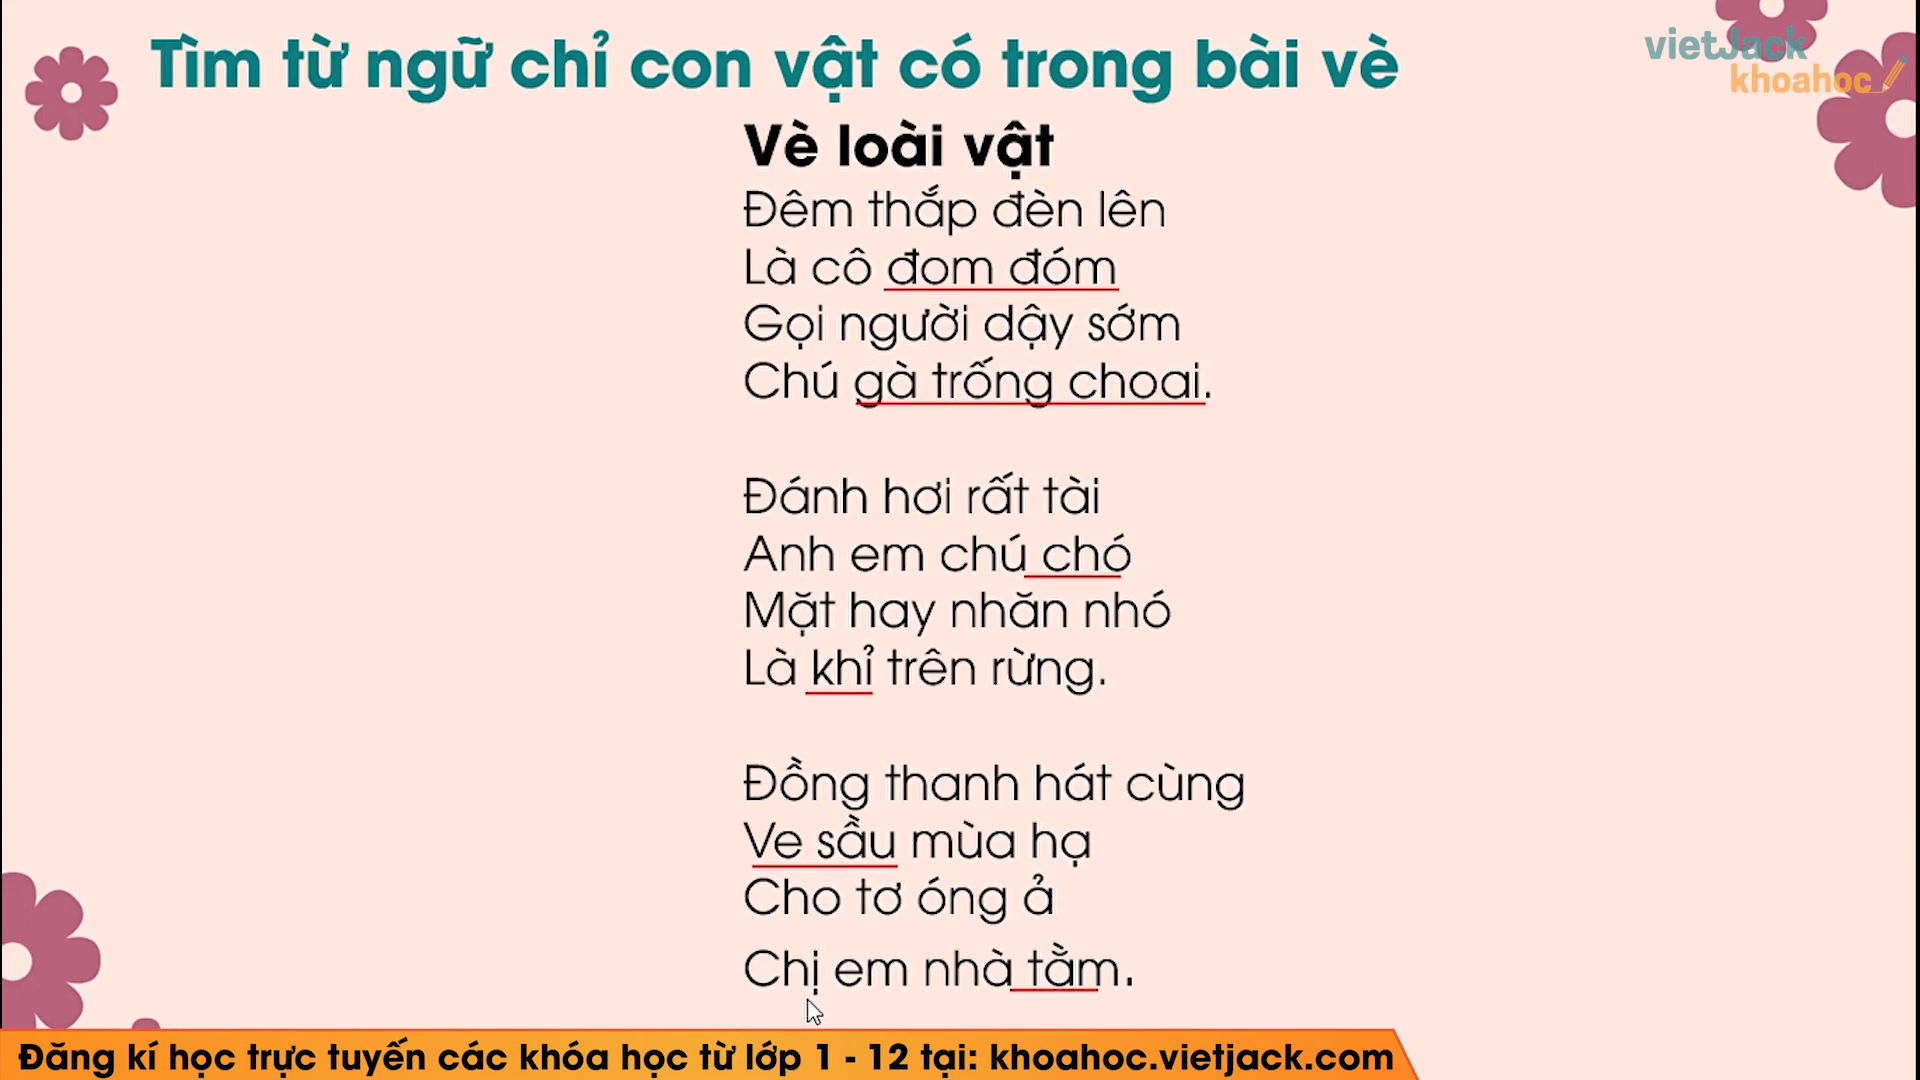 Tìm từ ngữ chỉ con vật có trong bài vè
vietJack
khoahoc
Vè loài vật
Đêm thắp đèn lên
Là cô đom đóm
Gọi người dậy sớm
Chú gà trống choai.
Đánh hơi rất tài
Anh em chú chó
Mặt hay nhăn nhó
Là khỉ trên rừng.
Đồng thanh hát cùng
Ve sầu mùa hạ
Cho tơ óng ả
Chị em nhà tằm.
Đăng kí học trực tuyến các khóa học từ lớp 1 - 12 tại: khoahoc.vietjack.com